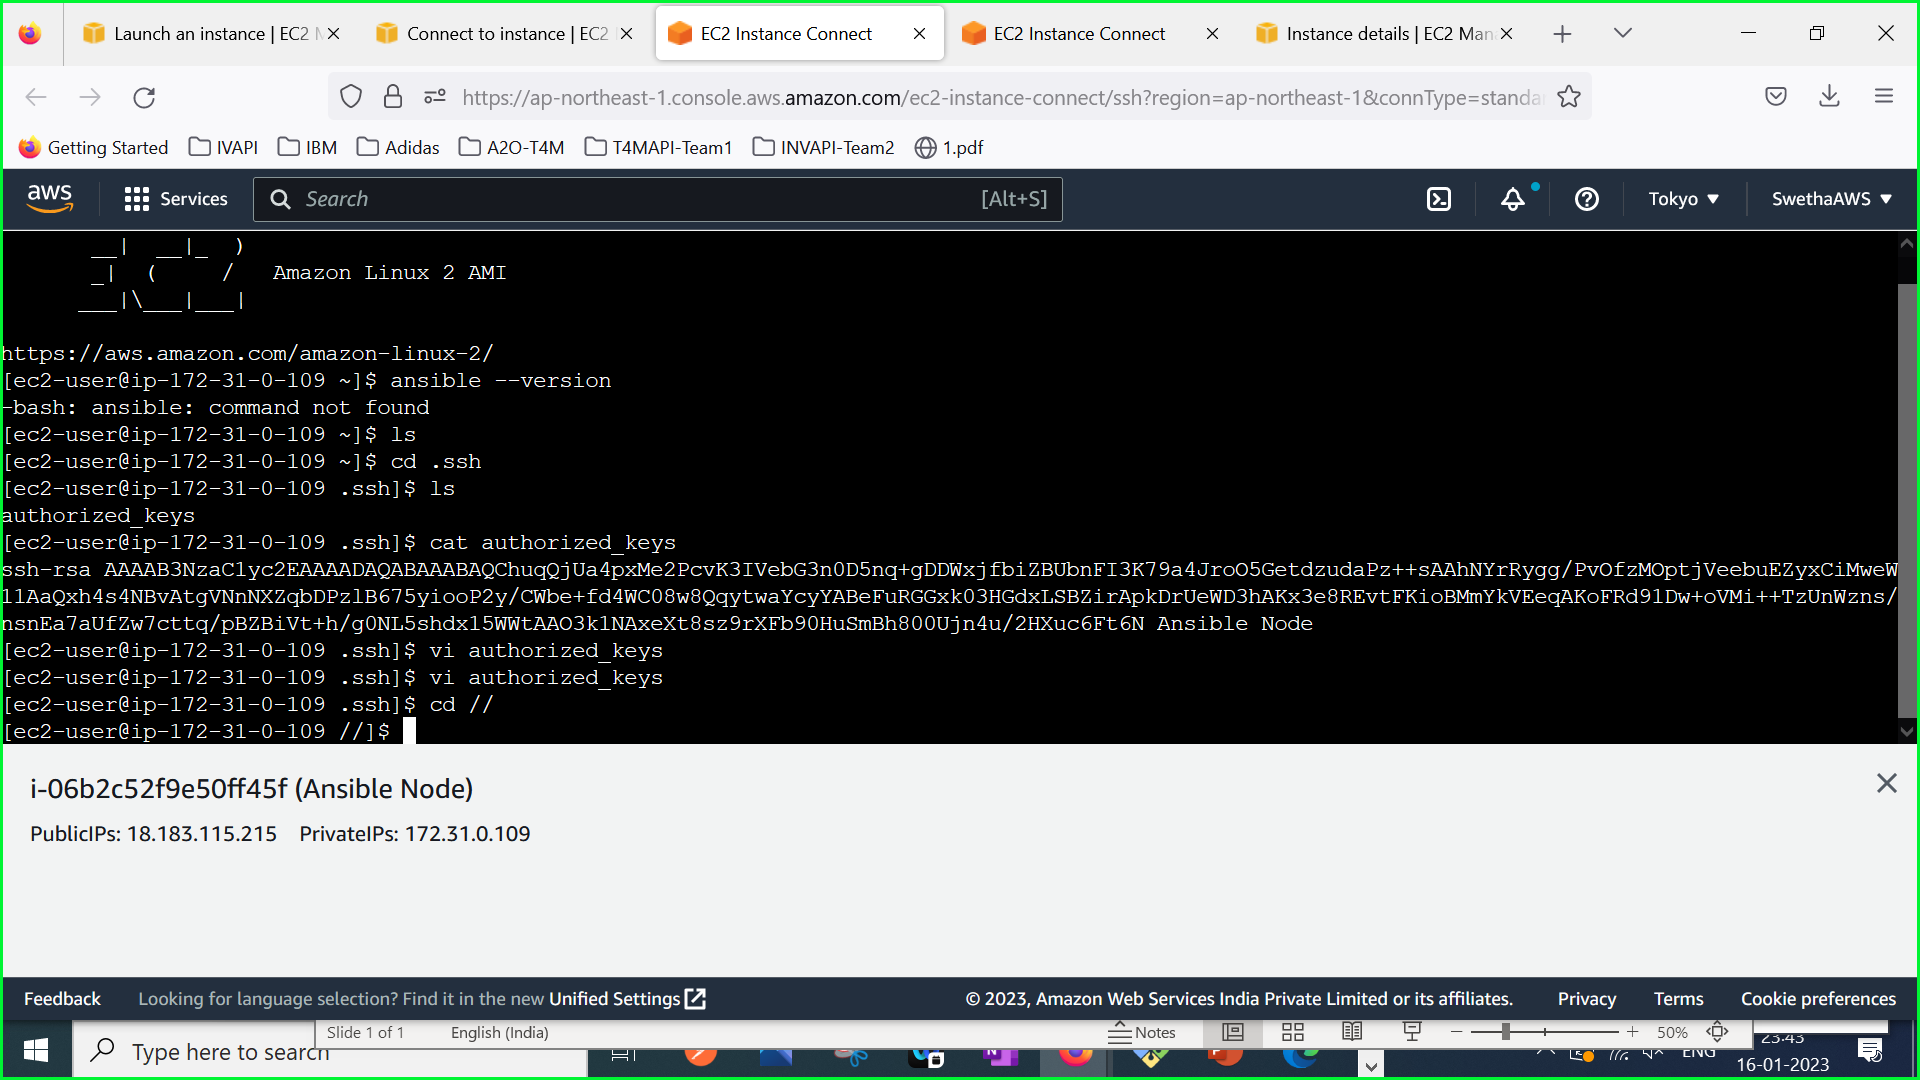 Launch an instance | EC2 M
Connect to instance | EC2
EC2 Instance Connect
EC2 Instance Connect
Instance details | EC2 Man
https://ap-northeast-1.console.aws.amazon.com/ec2-instance-connect/ssh?region=ap-northeast-1&connType=standa
Getting Started
IVAPI
IBM
Adidas
A2O-T4M
T4MAPI-Team1
INVAPI-Team2
1.pdf
aws
Services
Search
[Alt+S]
Tokyo
SwethaAWS
__|  __|_  )
_|  (     /   Amazon Linux 2 AMI
___|\___|___|
https://aws.amazon.com/amazon-linux-2/
[ec2-user@ip-172-31-0-109 ~]$ ansible --version
-bash: ansible: command not found
[ec2-user@ip-172-31-0-109 ~]$ ls
[ec2-user@ip-172-31-0-109 ~]$ cd .ssh
[ec2-user@ip-172-31-0-109 .ssh]$ ls
authorized_keys
[ec2-user@ip-172-31-0-109 .ssh]$ cat authorized_keys
ssh-rsa AAAAB3NzaC1yc2EAAAADAQABAAABAQChuqQjUa4pxMe2PcvK3IVebG3n0D5nq+gDDWxjfbiZBUbnFI3K79a4JroO5GetdzudaPz++sAAhNYrRygg/PvOfzMOptjVeebuEZyxCiMweW
11AaQxh4s4NBvAtgVNnNXZqbDPzlB675yiooP2y/CWbe+fd4WC08w8QqytwaYcyYABeFuRGGxk03HGdxLSBZirApkDrUeWD3hAKx3e8REvtFKioBMmYkVEeqAKoFRd91Dw+oVMi++TzUnWzns/
nsnEa7aUfZw7cttq/pBZBiVt+h/g0NL5shdx15WWtAAO3k1NAxeXt8sz9rXFb90HuSmBh800Ujn4u/2HXuc6Ft6N Ansible Node
[ec2-user@ip-172-31-0-109 .ssh]$ vi authorized_keys
[ec2-user@ip-172-31-0-109 .ssh]$ vi authorized_keys
[ec2-user@ip-172-31-0-109 .ssh]$ cd //
[ec2-user@ip-172-31-0-109 //]$
i-06b2c52f9e50ff45f (Ansible Node)
PublicIPs: 18.183.115.215 PrivateIPs: 172.31.0.109
Feedback
Looking for language selection? Find it in the new Unified Settings
© 2023, Amazon Web Services India Private Limited or its affiliates.
Privacy
Terms
Cookie preferences
Slide 1 of 1
English (India)
Notes
50%
Type here to search
ENG
23:43
16-01-2023